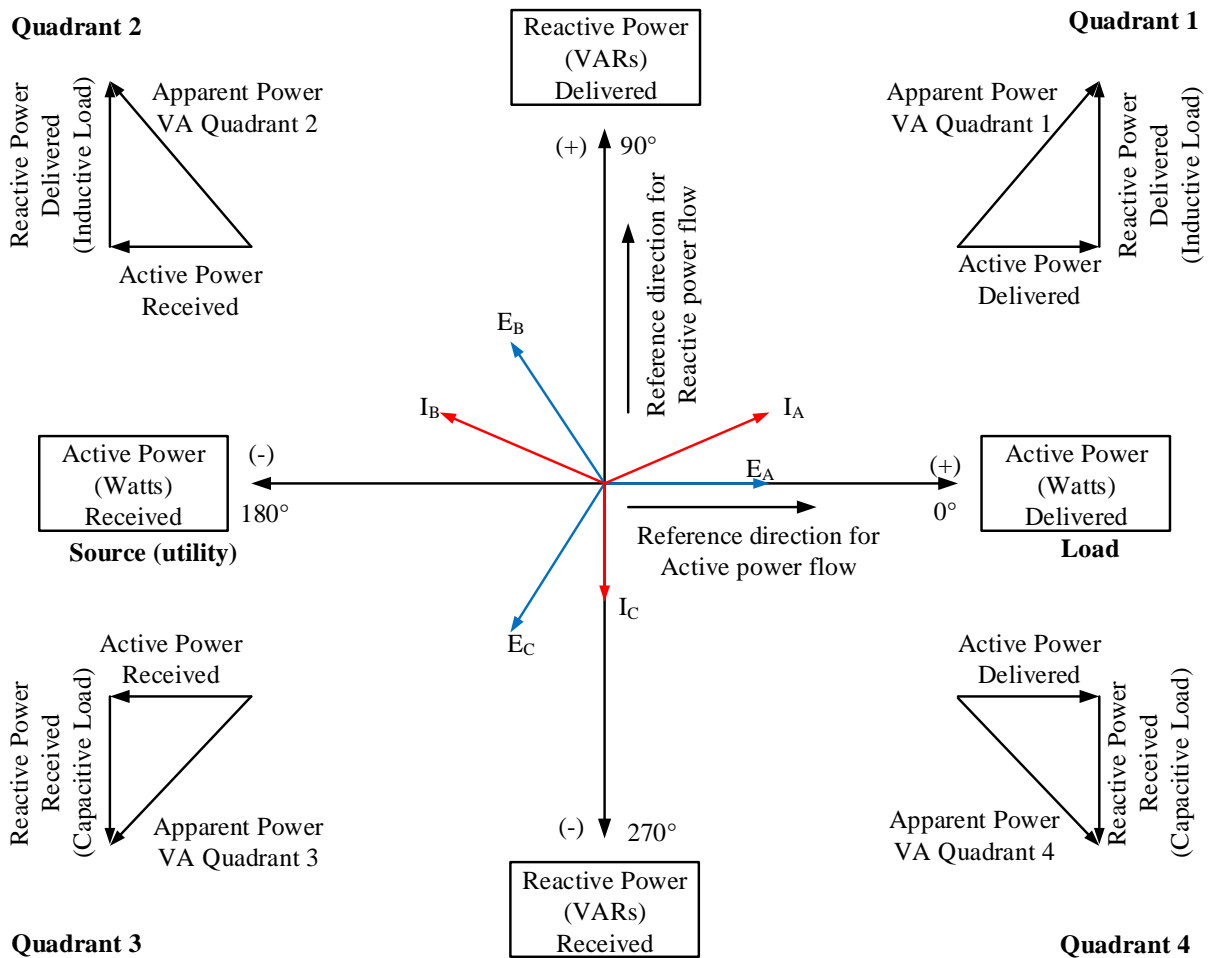 Quadrant 2
Reactive Power
(VARs)
Delivered
Quadrant 1
Reactive Power
Delivered
(Inductive Load)
Apparent Power
VA Quadrant 2
Active Power
Received
(+)
90°
Reference direction for
Reactive power flow
Apparent Power
VA Quadrant 1
Reactive Power
Delivered
(Inductive Load)
Active Power
Delivered
E_B
I_B
I_A
E_A
Active Power
(Watts)
Received
(-)
180°
Source (utility)
(+)
0°
Active Power
(Watts)
Delivered
Load
Reference direction for
Active power flow
I_C
E_C
Active Power
Received
Reactive Power
Received
(Capacitive Load)
Apparent Power
VA Quadrant 3
Active Power
Delivered
Reactive Power
Received
(Capacitive Load)
Apparent Power
VA Quadrant 4
(-)
270°
Reactive Power
(VARs)
Received
Quadrant 3
Quadrant 4